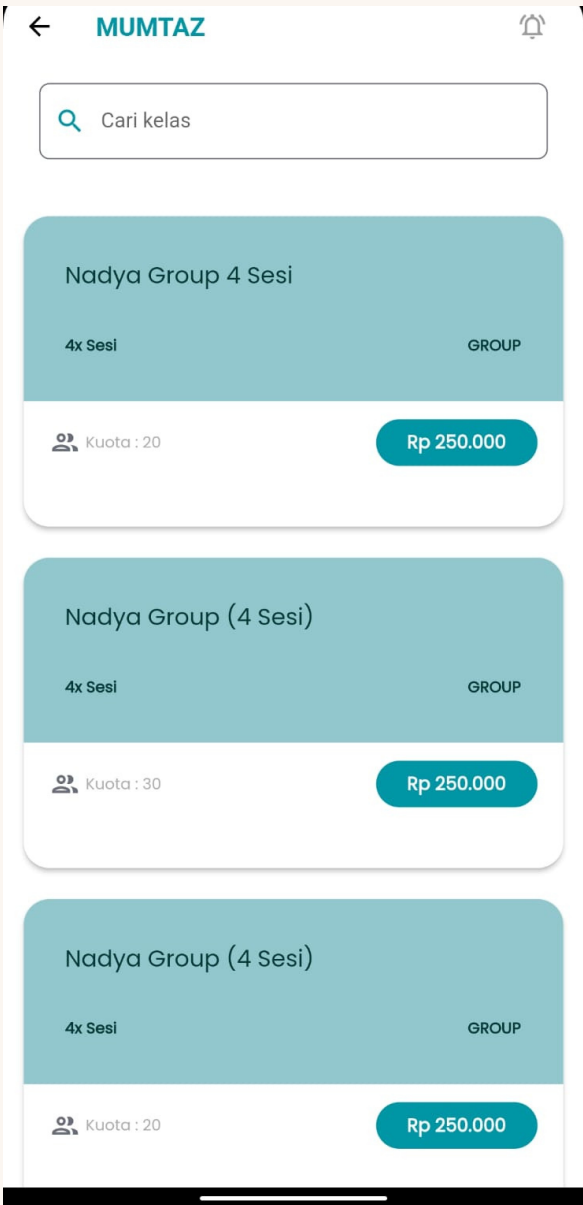 MUMTAZ
Cari kelas
Nadya Group 4 Sesi
4x Sesi GROUP
Kuota : 20 Rp 250.000
Nadya Group (4 Sesi)
4x Sesi GROUP
Kuota : 30 Rp 250.000
Nadya Group (4 Sesi)
4x Sesi GROUP
Kuota : 20 Rp 250.000